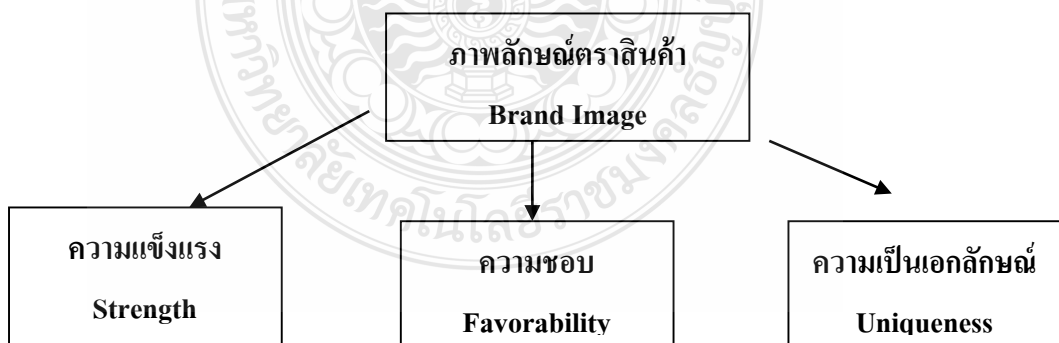 ภาพลักษณ์ตราสินค้า
Brand Image
ความแข็งแรง
Strength
ความชอบ
Favorability
ความเป็นเอกลักษณ์
Uniqueness